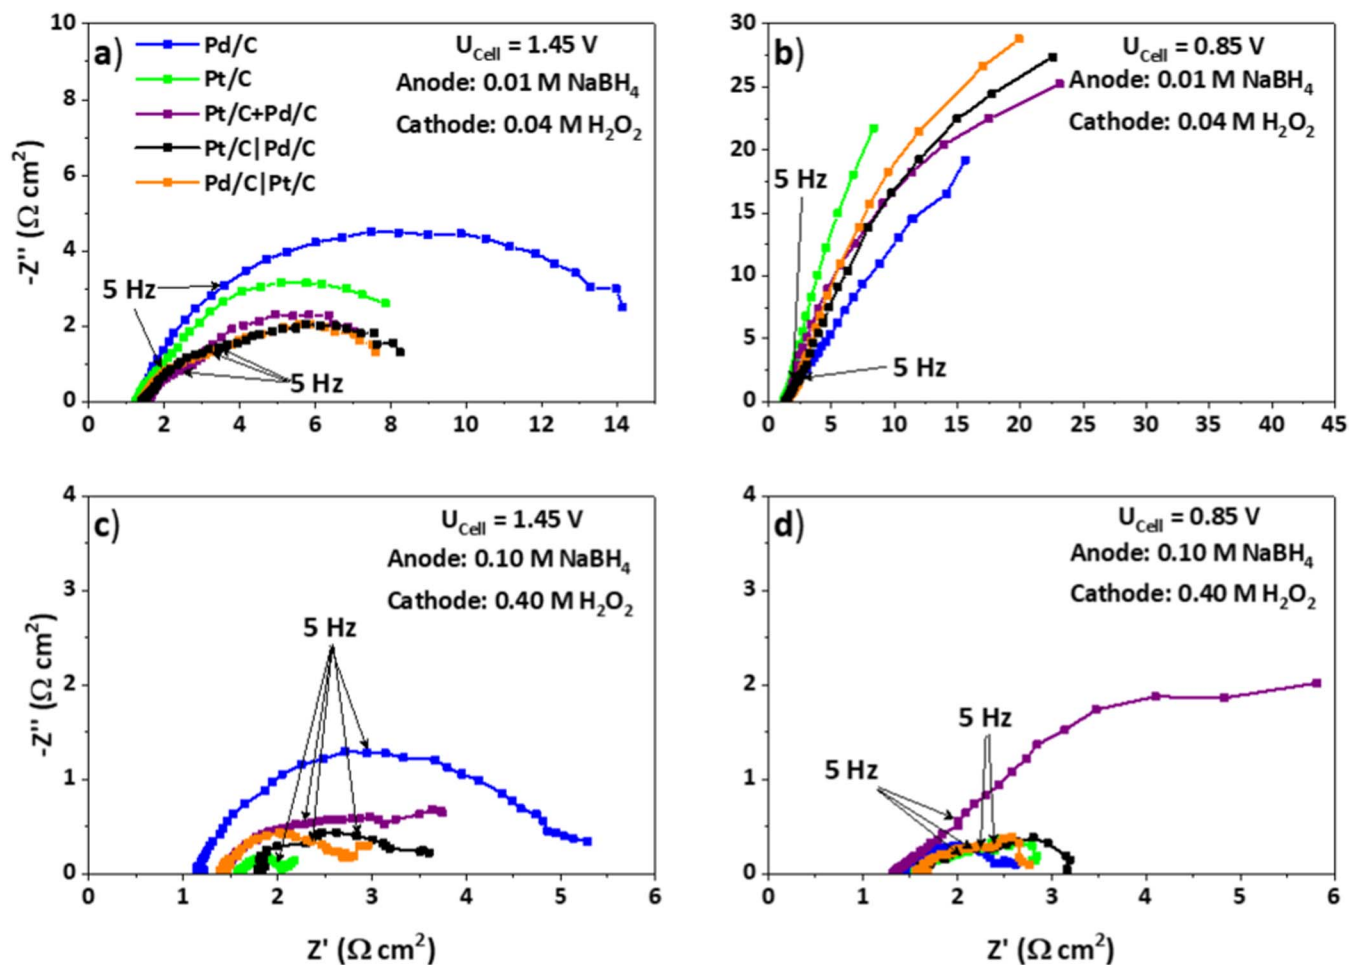 a)
Pd/C
Pt/C
Pt/C+Pd/C
Pt/C|Pd/C
Pd/C|Pt/C
U_Cell = 1.45 V
Anode: 0.01 M NaBH₄
Cathode: 0.04 M H₂O₂
5 Hz
5 Hz
-Z'' (Ω cm²)
10
8
6
4
2
0
0 2 4 6 8 10 12 14
b)
U_Cell = 0.85 V
Anode: 0.01 M NaBH₄
Cathode: 0.04 M H₂O₂
5 Hz
5 Hz
30
25
20
15
10
5
0
0 5 10 15 20 25 30 35 40 45
c)
U_Cell = 1.45 V
Anode: 0.10 M NaBH₄
Cathode: 0.40 M H₂O₂
5 Hz
-Z'' (Ω cm²)
4
3
2
1
0
0 1 2 3 4 5 6
Z' (Ω cm²)
d)
U_Cell = 0.85 V
Anode: 0.10 M NaBH₄
Cathode: 0.40 M H₂O₂
5 Hz
5 Hz
4
3
2
1
0
0 1 2 3 4 5 6
Z' (Ω cm²)